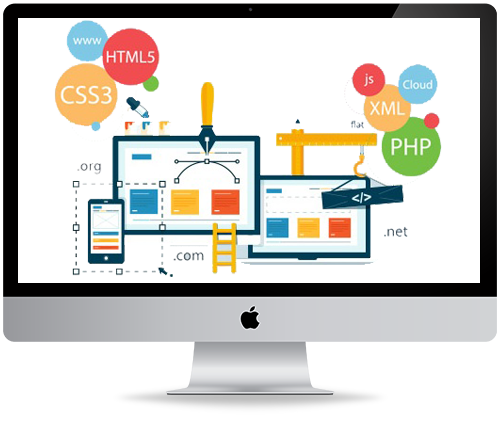 www
HTML5
CSS3
js
Cloud
XML
flat
PHP
.org
</>
.net
.com